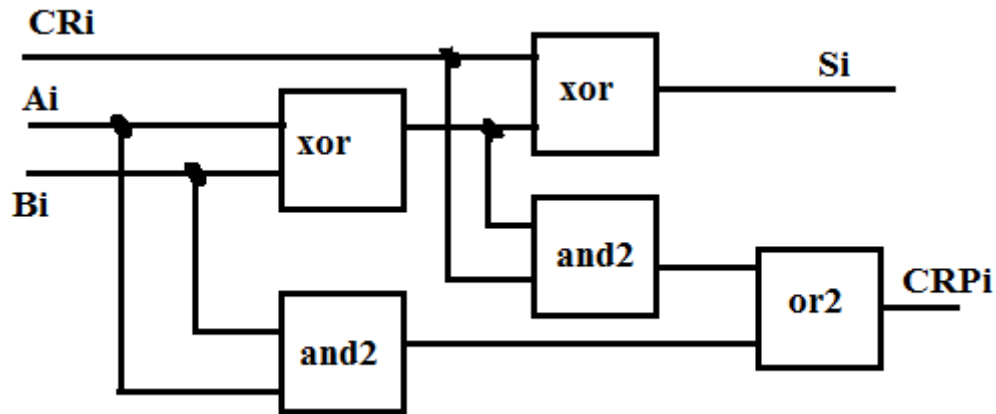 CRi
Ai
Bi
xor
xor
Si
and2
and2
or2
CRPi